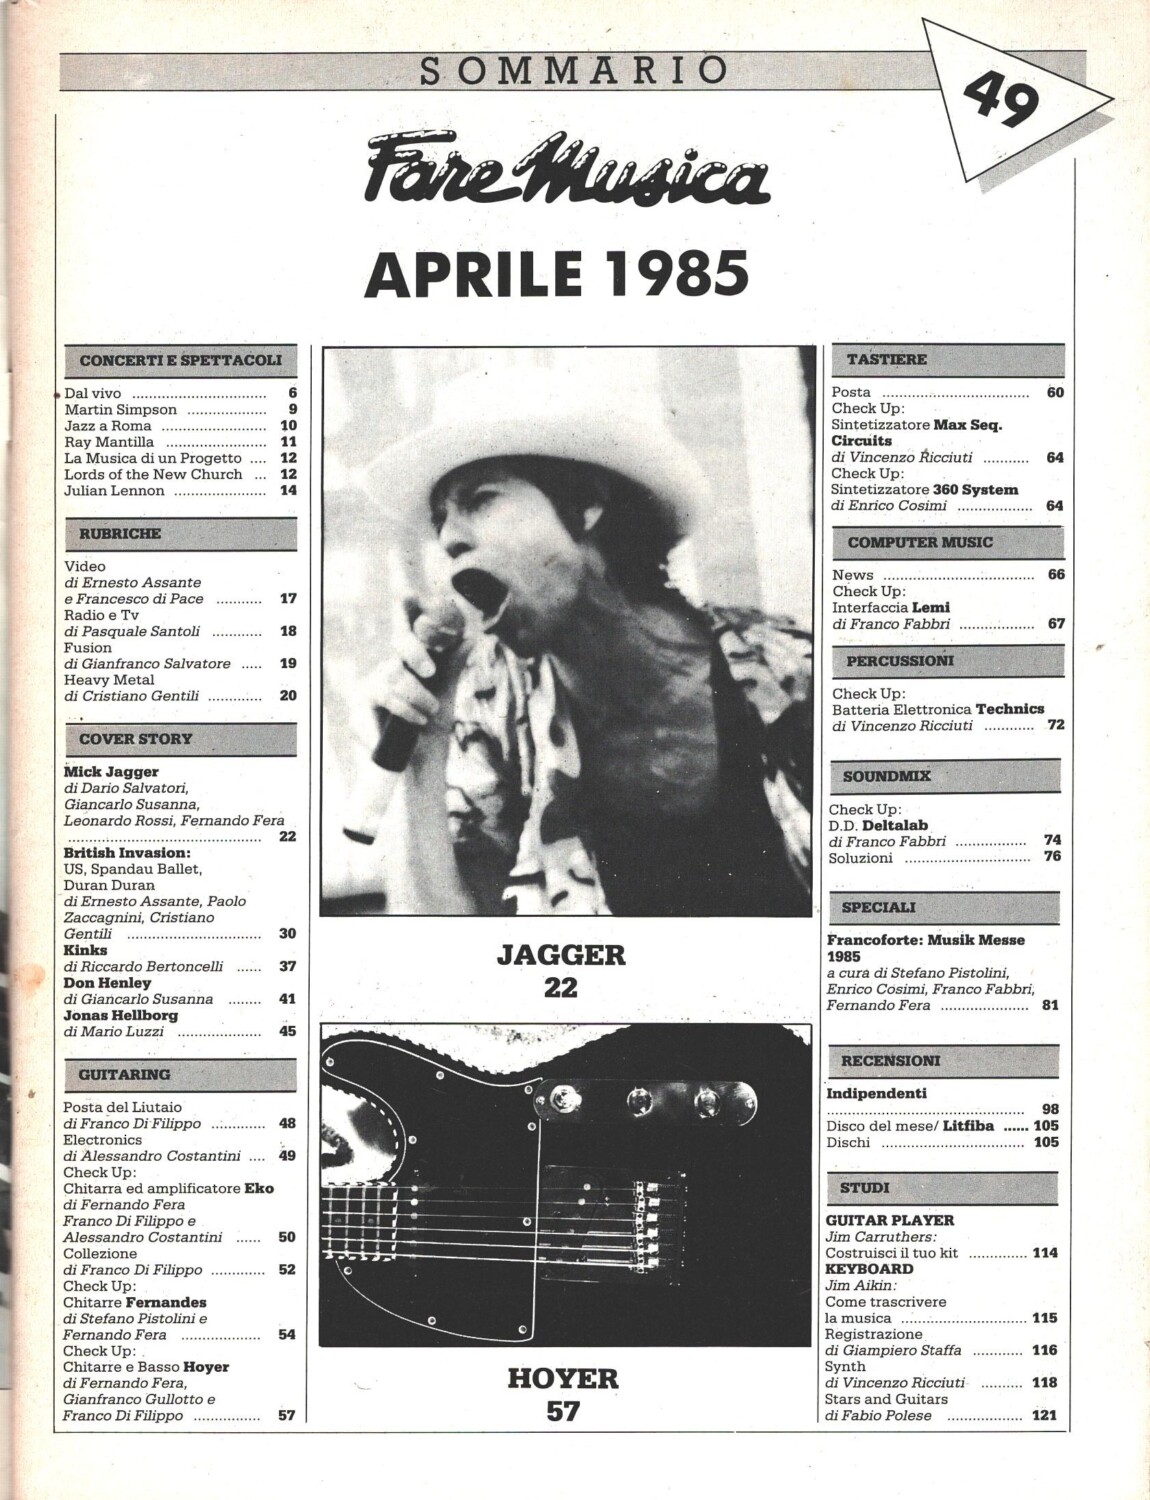 SOMMARIO
49
Fare Musica
APRILE 1985
CONCERTI E SPETTACOLI
Dal vivo ................................ 6
Martin Simpson ................... 9
Jazz a Roma ......................... 10
Ray Mantilla ........................ 11
La Musica di un Progetto .... 12
Lords of the New Church ... 12
Julian Lennon ...................... 14
RUBRICHE
Video
di Ernesto Assante
e Francesco di Pace ........... 17
Radio e Tv
di Pasquale Santoli ............ 18
Fusion
di Gianfranco Salvatore ..... 19
Heavy Metal
di Cristiano Gentili ............. 20
COVER STORY
Mick Jagger
di Dario Salvatori,
Giancarlo Susanna,
Leonardo Rossi, Fernando Fera
.............................................. 22
British Invasion:
US, Spandau Ballet,
Duran Duran
di Ernesto Assante, Paolo
Zaccagnini, Cristiano
Gentili ................................ 30
Kinks
di Riccardo Bertoncelli ...... 37
Don Henley
di Giancarlo Susanna ........ 41
Jonas Hellborg
di Mario Luzzi .................... 45
GUITARING
Posta del Liutaio
di Franco Di Filippo ............. 48
Electronics
di Alessandro Costantini .... 49
Check Up:
Chitarra ed amplificatore Eko
di Fernando Fera
Franco Di Filippo e
Alessandro Costantini ...... 50
Collezione
di Franco Di Filippo ............. 52
Check Up:
Chitarre Fernandes
di Stefano Pistolini e
Fernando Fera ................... 54
Check Up:
Chitarre e Basso Hoyer
di Fernando Fera,
Gianfranco Gullotto e
Franco Di Filippo ................ 57
JAGGER
22
HOYER
57
TASTIERE
Posta ................................... 60
Check Up:
Sintetizzatore Max Seq.
Circuits
di Vincenzo Ricciuti ........... 64
Check Up:
Sintetizzatore 360 System
di Enrico Cosimi .................. 64
COMPUTER MUSIC
News .................................... 66
Check Up:
Interfaccia Lemi
di Franco Fabbri .................. 67
PERCUSSIONI
Check Up:
Batteria Elettronica Technics
di Vincenzo Ricciuti ............ 72
SOUNDMIX
Check Up:
D.D. Deltalab
di Franco Fabbri ................. 74
Soluzioni .............................. 76
SPECIALI
Francoforte: Musik Messe
1985
a cura di Stefano Pistolini,
Enrico Cosimi, Franco Fabbri,
Fernando Fera ..................... 81
RECENSIONI
Indipendenti
............................................... 98
Disco del mese/ Litfiba ...... 105
Dischi .................................. 105
STUDI
GUITAR PLAYER
Jim Carruthers:
Costruisci il tuo kit .............. 114
KEYBOARD
Jim Aikin:
Come trascrivere
la musica .............................. 115
Registrazione
di Giampiero Staffa ............ 116
Synth
di Vincenzo Ricciuti .......... 118
Stars and Guitars
di Fabio Polese .................. 121